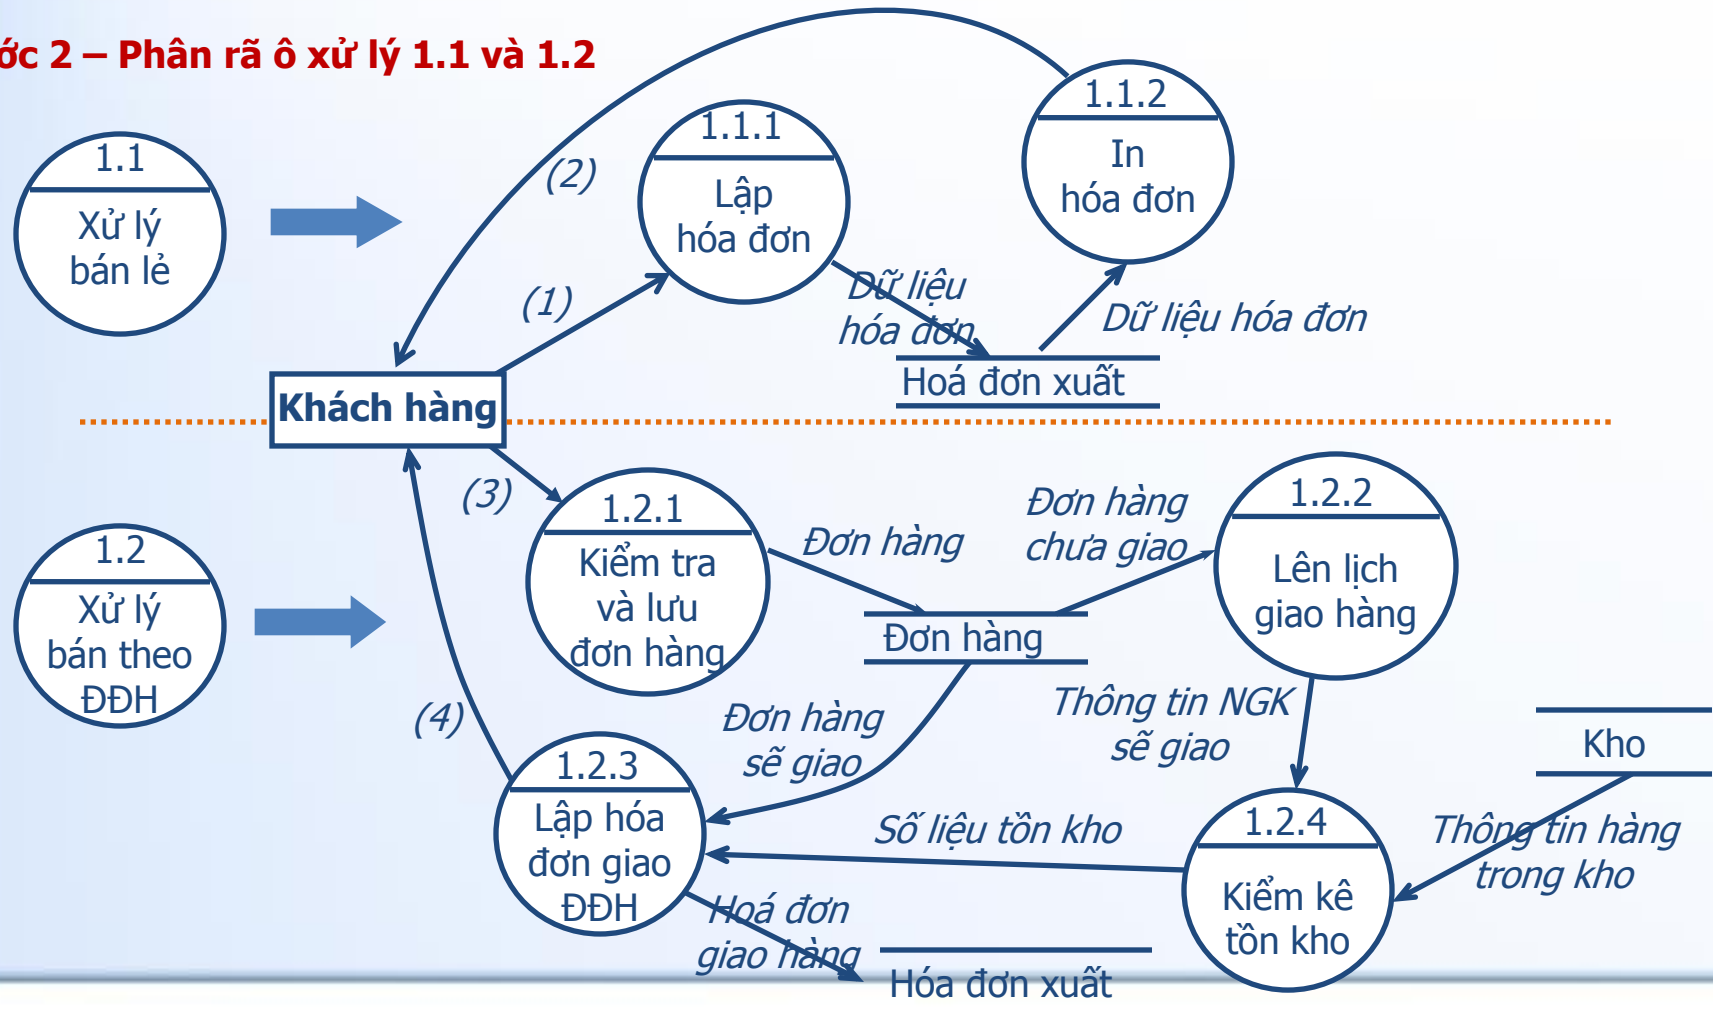 ớc 2 – Phân rã ô xử lý 1.1 và 1.2
1.1
Xử lý
bán lẻ
(2)
1.1.1
Lập
hóa đơn
1.1.2
In
hóa đơn
(1)
Dữ liệu
hóa đơn
Dữ liệu hóa đơn
Hoá đơn xuất
Khách hàng
(3)
1.2
Xử lý
bán theo
ĐĐH
1.2.1
Kiểm tra
và lưu
đơn hàng
Đơn hàng
Đơn hàng
chưa giao
1.2.2
Lên lịch
giao hàng
Đơn hàng
(4)
Đơn hàng
sẽ giao
Thông tin NGK
sẽ giao
Kho
1.2.3
Lập hóa
đơn giao
ĐĐH
Số liệu tồn kho
1.2.4
Kiểm kê
tồn kho
Thông tin hàng
trong kho
Hoá đơn
giao hàng
Hóa đơn xuất